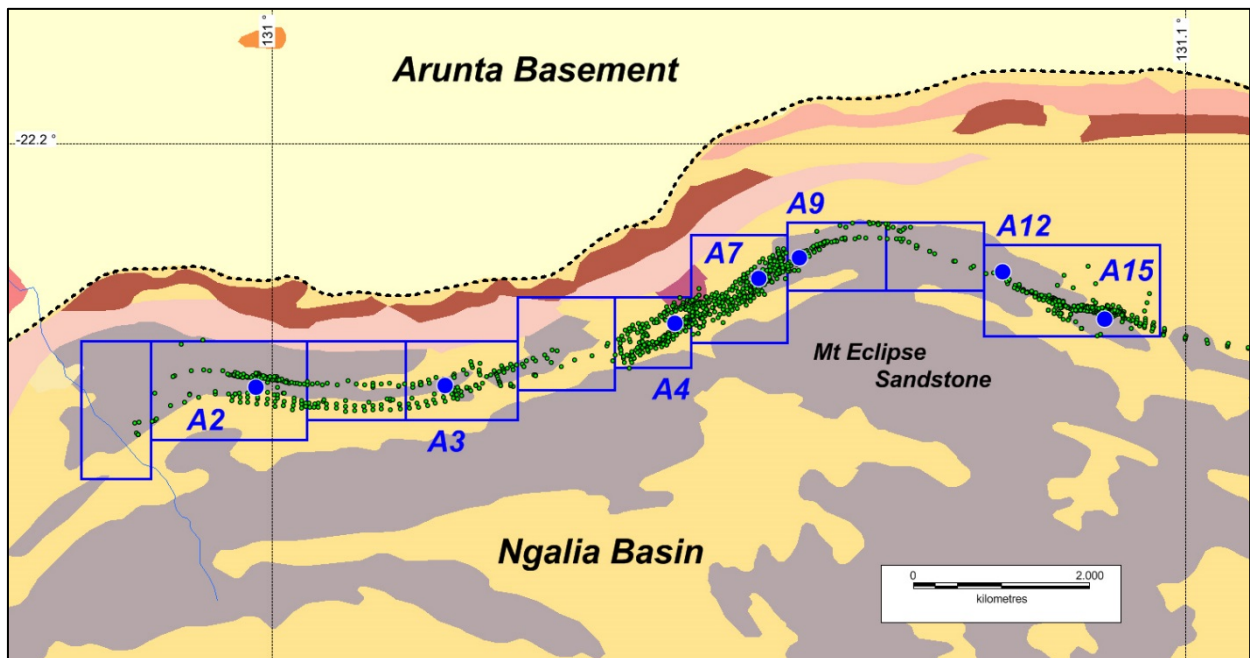 131 °
131.1 °
Arunta Basement
-22.2 °
A9
A12
A7
A15
Mt Eclipse
Sandstone
A4
A2
A3
Ngalia Basin
0
2.000
kilometres